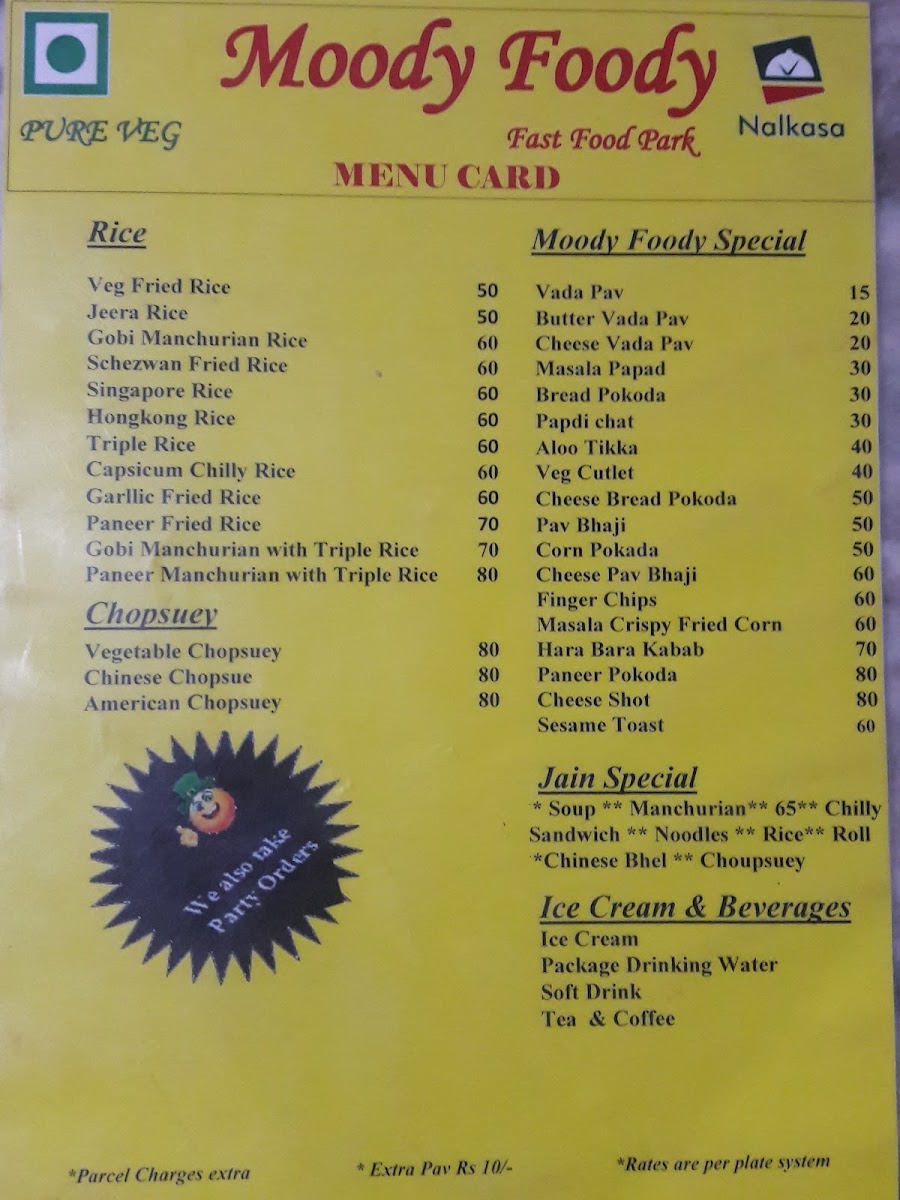 Moody Foody
PURE VEG
Fast Food Park
Nalkasa
MENU CARD
Rice
Veg Fried Rice 50
Jeera Rice 50
Gobi Manchurian Rice 60
Schezwan Fried Rice 60
Singapore Rice 60
Hongkong Rice 60
Triple Rice 60
Capsicum Chilly Rice 60
Garllic Fried Rice 60
Paneer Fried Rice 70
Gobi Manchurian with Triple Rice 70
Paneer Manchurian with Triple Rice 80
Chopsuey
Vegetable Chopsuey 80
Chinese Chopsue 80
American Chopsuey 80
We also take
Party Orders
Moody Foody Special
Vada Pav 15
Butter Vada Pav 20
Cheese Vada Pav 20
Masala Papad 30
Bread Pokoda 30
Papdi chat 30
Aloo Tikka 40
Veg Cutlet 40
Cheese Bread Pokoda 50
Pav Bhaji 50
Corn Pokada 50
Cheese Pav Bhaji 60
Finger Chips 60
Masala Crispy Fried Corn 60
Hara Bara Kabab 70
Paneer Pokoda 80
Cheese Shot 80
Sesame Toast 60
Jain Special
* Soup ** Manchurian** 65** Chilly
Sandwich ** Noodles ** Rice** Roll
*Chinese Bhel ** Choupsuey
Ice Cream & Beverages
Ice Cream
Package Drinking Water
Soft Drink
Tea & Coffee
*Parcel Charges extra
* Extra Pav Rs 10/-
*Rates are per plate system